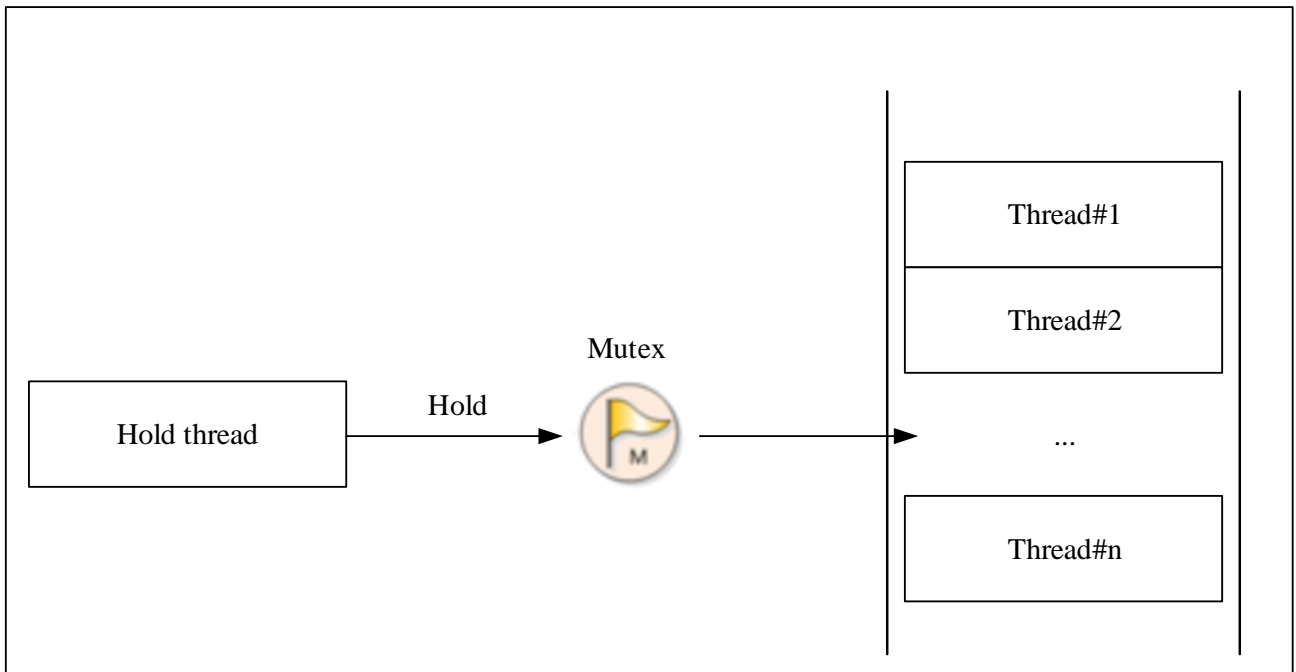 Thread#1
Thread#2
Mutex
Hold
Hold thread
M
...
Thread#n